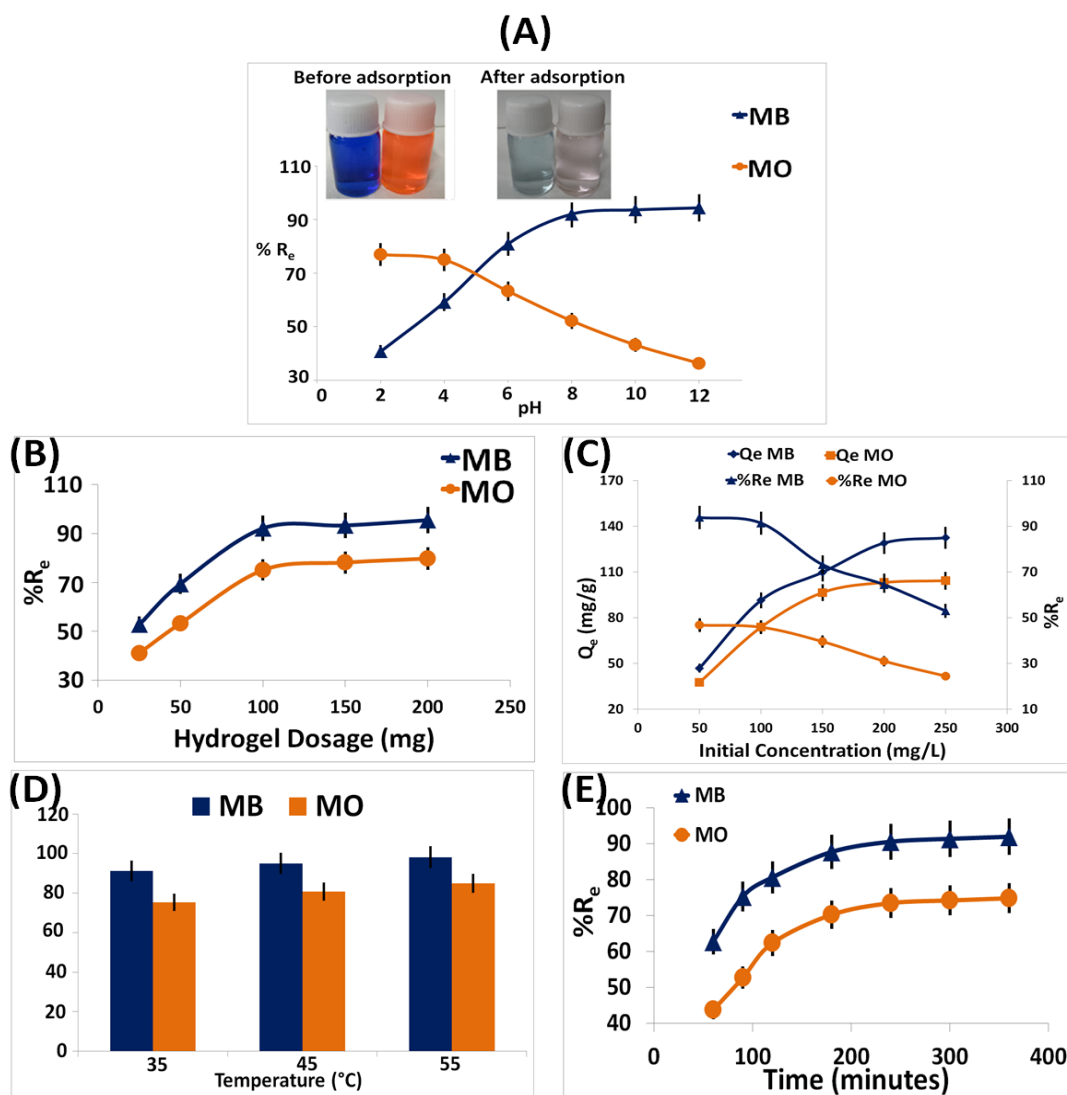 (A)
Before adsorption After adsorption
MB
MO
110
90
% Re
70
50
30
0 2 4 6 8 10 12
pH
(B)
MB
MO
110
90
70
50
30
%Re
0 50 100 150 200 250
Hydrogel Dosage (mg)
(C)
Qe MB Qe MO
%Re MB %Re MO
170 110
140 90
110 70
80 50
50 30
20 10
Qe (mg/g)
%Re
0 50 100 150 200 250 300
Initial Concentration (mg/L)
(D)
MB MO
120
100
80
60
40
20
0
35 45 55
Temperature (°C)
(E)
MB
MO
100
90
80
70
60
50
40
%Re
0 100 200 300 400
Time (minutes)